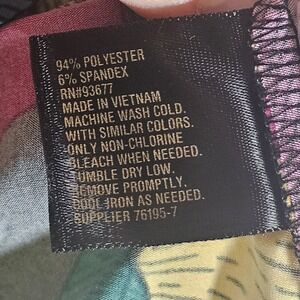 94% POLYESTER
6% SPANDEX
RN#93677
MADE IN VIETNAM
MACHINE WASH COLD.
WITH SIMILAR COLORS.
ONLY NON-CHLORINE
BLEACH WHEN NEEDED.
TUMBLE DRY LOW.
REMOVE PROMPTLY.
COOL IRON AS NEEDED.
SUPPLIER 76195-7